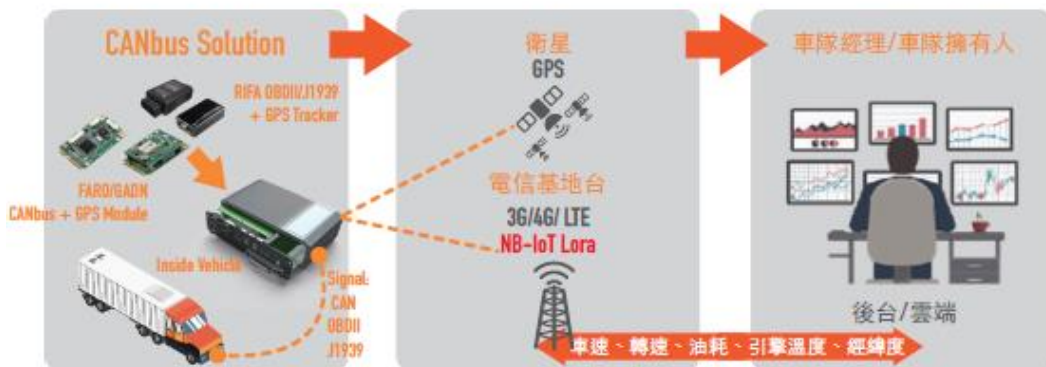 CANbus Solution
RIFA OBDII/J1939
+ GPS Tracker
FARO/GADN
CANbus + GPS Module
Inside Vehicle
Signal:
CAN
OBDII
J1939
衛星
GPS
電信基地台
3G/4G/ LTE
NB-IoT Lora
車隊經理/車隊擁有人
後台/雲端
車速、轉速、油耗、引擎溫度、經緯度